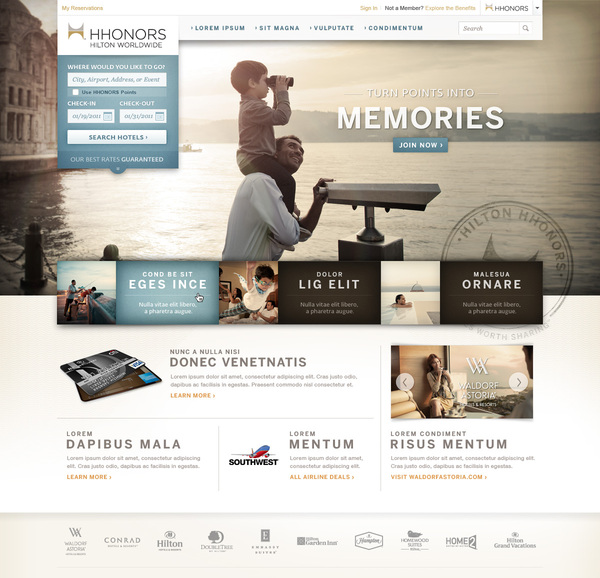 My Reservations
Sign In | Not a Member? Explore the Benefits
HHONORS
HHONORS
HILTON WORLDWIDE
› LOREM IPSUM › SIT MAGNA › VULPUTATE › CONDIMENTUM
Search
WHERE WOULD YOU LIKE TO GO?
City, Airport, Address, or Event
Use HHONORS Points
CHECK-IN CHECK-OUT
01/19/2011 01/31/2011
SEARCH HOTELS ›
OUR BEST RATES GUARANTEED
TURN POINTS INTO
MEMORIES
JOIN NOW ›
HILTON HHONORS
WORTH SHARING
COND BE SIT
EGES INCE
Nulla vitae elit libero,
a pharetra augue.
DOLOR
LIG ELIT
Nulla vitae elit libero,
a pharetra augue.
MALESUA
ORNARE
Nulla vitae elit libero,
a pharetra augue.
NUNC A NULLA NISI
DONEC VENETNATIS
Lorem ipsum dolor sit amet, consectetur adipiscing elit. Cras justo odio,
dapibus ac facilisis in egestas. Praesent commodo est. Cras justo odio.
LEARN MORE ›
WALDORF
ASTORIA
LOREM
DAPIBUS MALA
Lorem ipsum dolor sit amet, consectetur
adipiscing elit. Cras justo odio, dapibus
ac facilisis in egestas.
LEARN MORE ›
SOUTHWEST
LOREM
MENTUM
Lorem ipsum dolor sit
amet, consectetur
adipiscing elit.
ALL AIRLINE DEALS ›
LOREM CONDIMENT
RISUS MENTUM
Lorem ipsum dolor sit amet, consectetur
adipiscing elit. Cras justo odio, dapibus
ac facilisis in egestas.
VISIT WALDORFASTORIA.COM ›
WALDORF
ASTORIA
CONRAD
Hilton
DOUBLETREE
EMBASSY
SUITES
Hilton
Garden Inn
Hampton
HOMEWOOD
SUITES
HOME2
Hilton
Grand Vacations